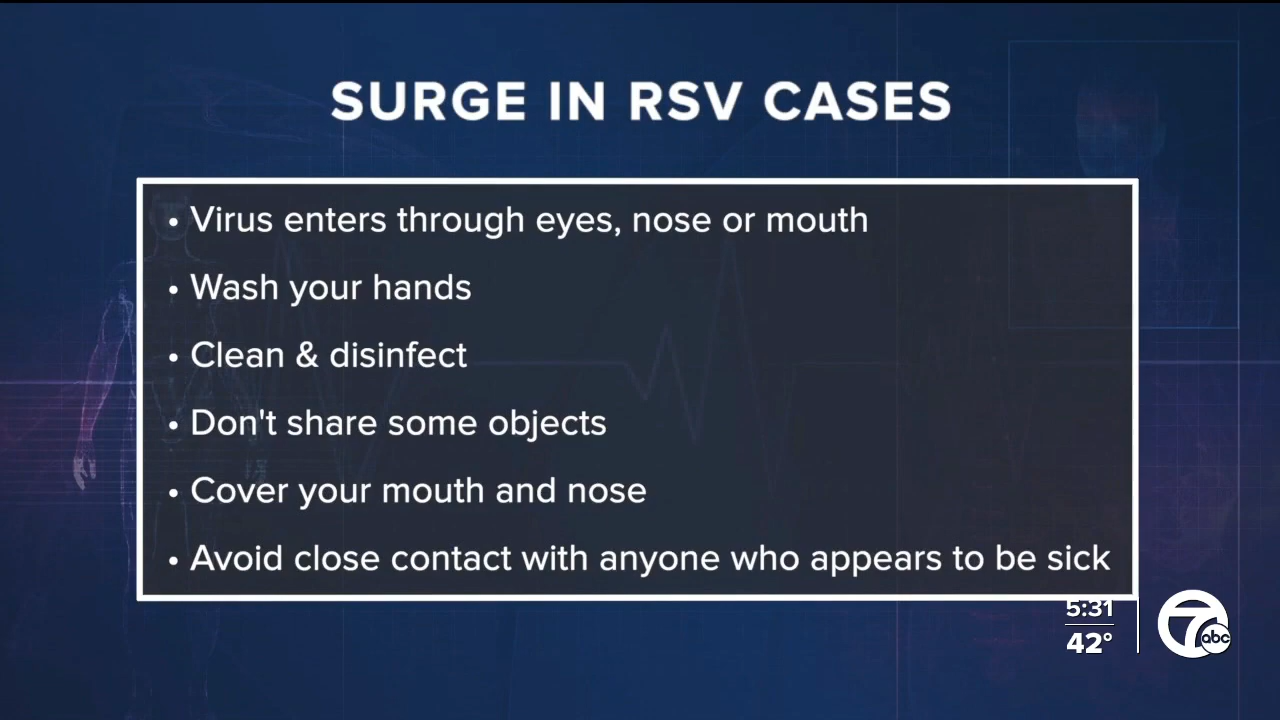 SURGE IN RSV CASES
• Virus enters through eyes, nose or mouth
• Wash your hands
• Clean & disinfect
• Don't share some objects
• Cover your mouth and nose
• Avoid close contact with anyone who appears to be sick
5:31
42°
7 abc